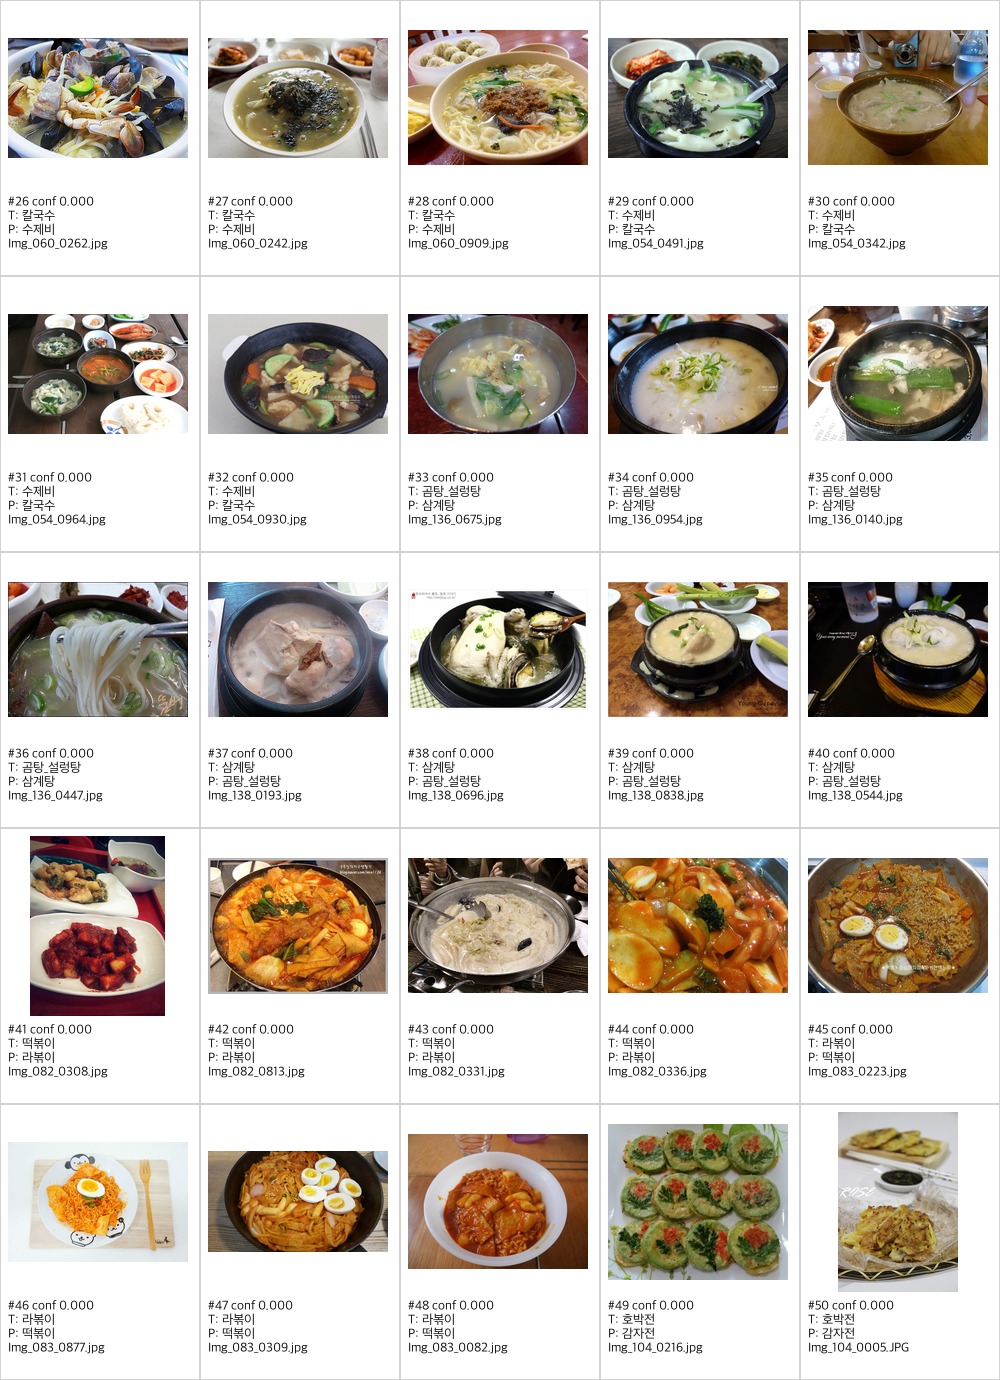 #26 conf 0.000
T: 칼국수
P: 수제비
Img_060_0262.jpg
#27 conf 0.000
T: 칼국수
P: 수제비
Img_060_0242.jpg
#28 conf 0.000
T: 칼국수
P: 수제비
Img_060_0909.jpg
#29 conf 0.000
T: 수제비
P: 칼국수
Img_054_0491.jpg
#30 conf 0.000
T: 수제비
P: 칼국수
Img_054_0342.jpg
#31 conf 0.000
T: 수제비
P: 칼국수
Img_054_0964.jpg
#32 conf 0.000
T: 수제비
P: 칼국수
Img_054_0930.jpg
#33 conf 0.000
T: 곰탕_설렁탕
P: 삼계탕
Img_136_0675.jpg
#34 conf 0.000
T: 곰탕_설렁탕
P: 삼계탕
Img_136_0954.jpg
#35 conf 0.000
T: 곰탕_설렁탕
P: 삼계탕
Img_136_0140.jpg
#36 conf 0.000
T: 곰탕_설렁탕
P: 삼계탕
Img_136_0447.jpg
#37 conf 0.000
T: 삼계탕
P: 곰탕_설렁탕
Img_138_0193.jpg
#38 conf 0.000
T: 삼계탕
P: 곰탕_설렁탕
Img_138_0696.jpg
#39 conf 0.000
T: 삼계탕
P: 곰탕_설렁탕
Img_138_0838.jpg
#40 conf 0.000
T: 삼계탕
P: 곰탕_설렁탕
Img_138_0544.jpg
#41 conf 0.000
T: 떡볶이
P: 라볶이
Img_082_0308.jpg
#42 conf 0.000
T: 떡볶이
P: 라볶이
Img_082_0813.jpg
#43 conf 0.000
T: 떡볶이
P: 라볶이
Img_082_0331.jpg
#44 conf 0.000
T: 떡볶이
P: 라볶이
Img_082_0336.jpg
#45 conf 0.000
T: 라볶이
P: 떡볶이
Img_083_0223.jpg
#46 conf 0.000
T: 라볶이
P: 떡볶이
Img_083_0877.jpg
#47 conf 0.000
T: 라볶이
P: 떡볶이
Img_083_0309.jpg
#48 conf 0.000
T: 라볶이
P: 떡볶이
Img_083_0082.jpg
#49 conf 0.000
T: 호박전
P: 감자전
Img_104_0216.jpg
ROSE
#50 conf 0.000
T: 호박전
P: 감자전
Img_104_0005.JPG